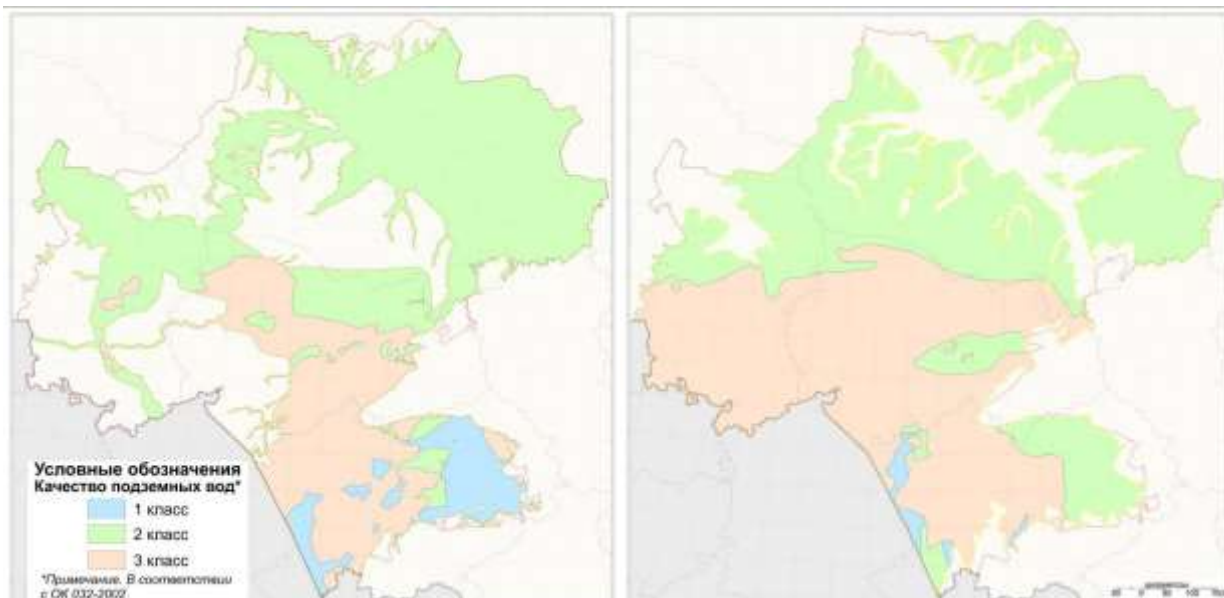 Условные обозначения
Качество подземных вод*
1 класс
2 класс
3 класс
*Примечание. В соответствии
с ОК 032-2002